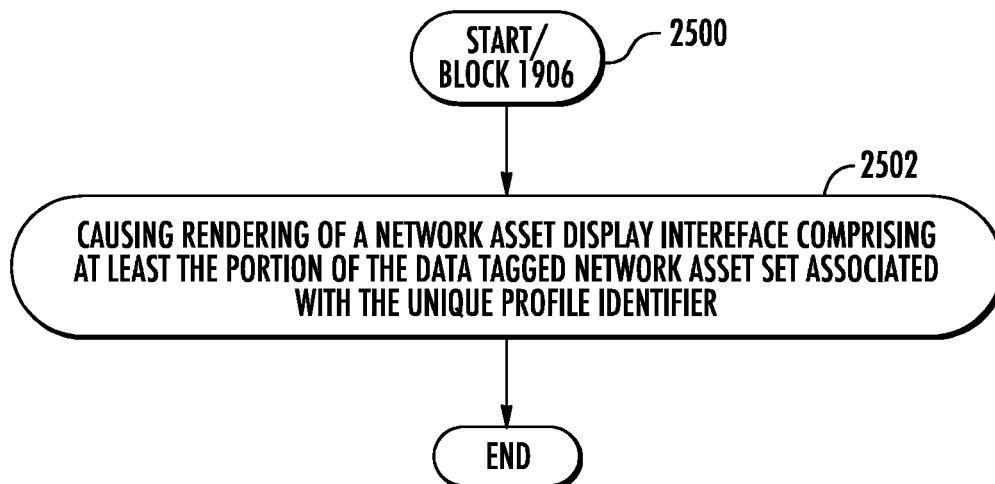 START/
BLOCK 1906
2500
2502
CAUSING RENDERING OF A NETWORK ASSET DISPLAY INTEREFACE COMPRISING
AT LEAST THE PORTION OF THE DATA TAGGED NETWORK ASSET SET ASSOCIATED
WITH THE UNIQUE PROFILE IDENTIFIER
END